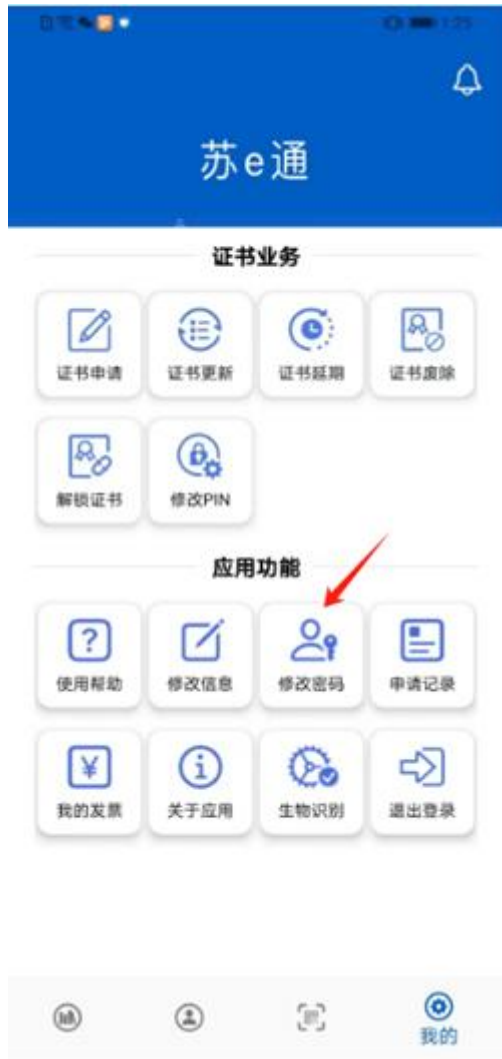 1:25
苏e通
证书业务
证书申请 证书更新 证书延期 证书废除
解锁证书 修改PIN
应用功能
使用帮助 修改信息 修改密码 申请记录
我的发票 关于应用 生物识别 退出登录
我的